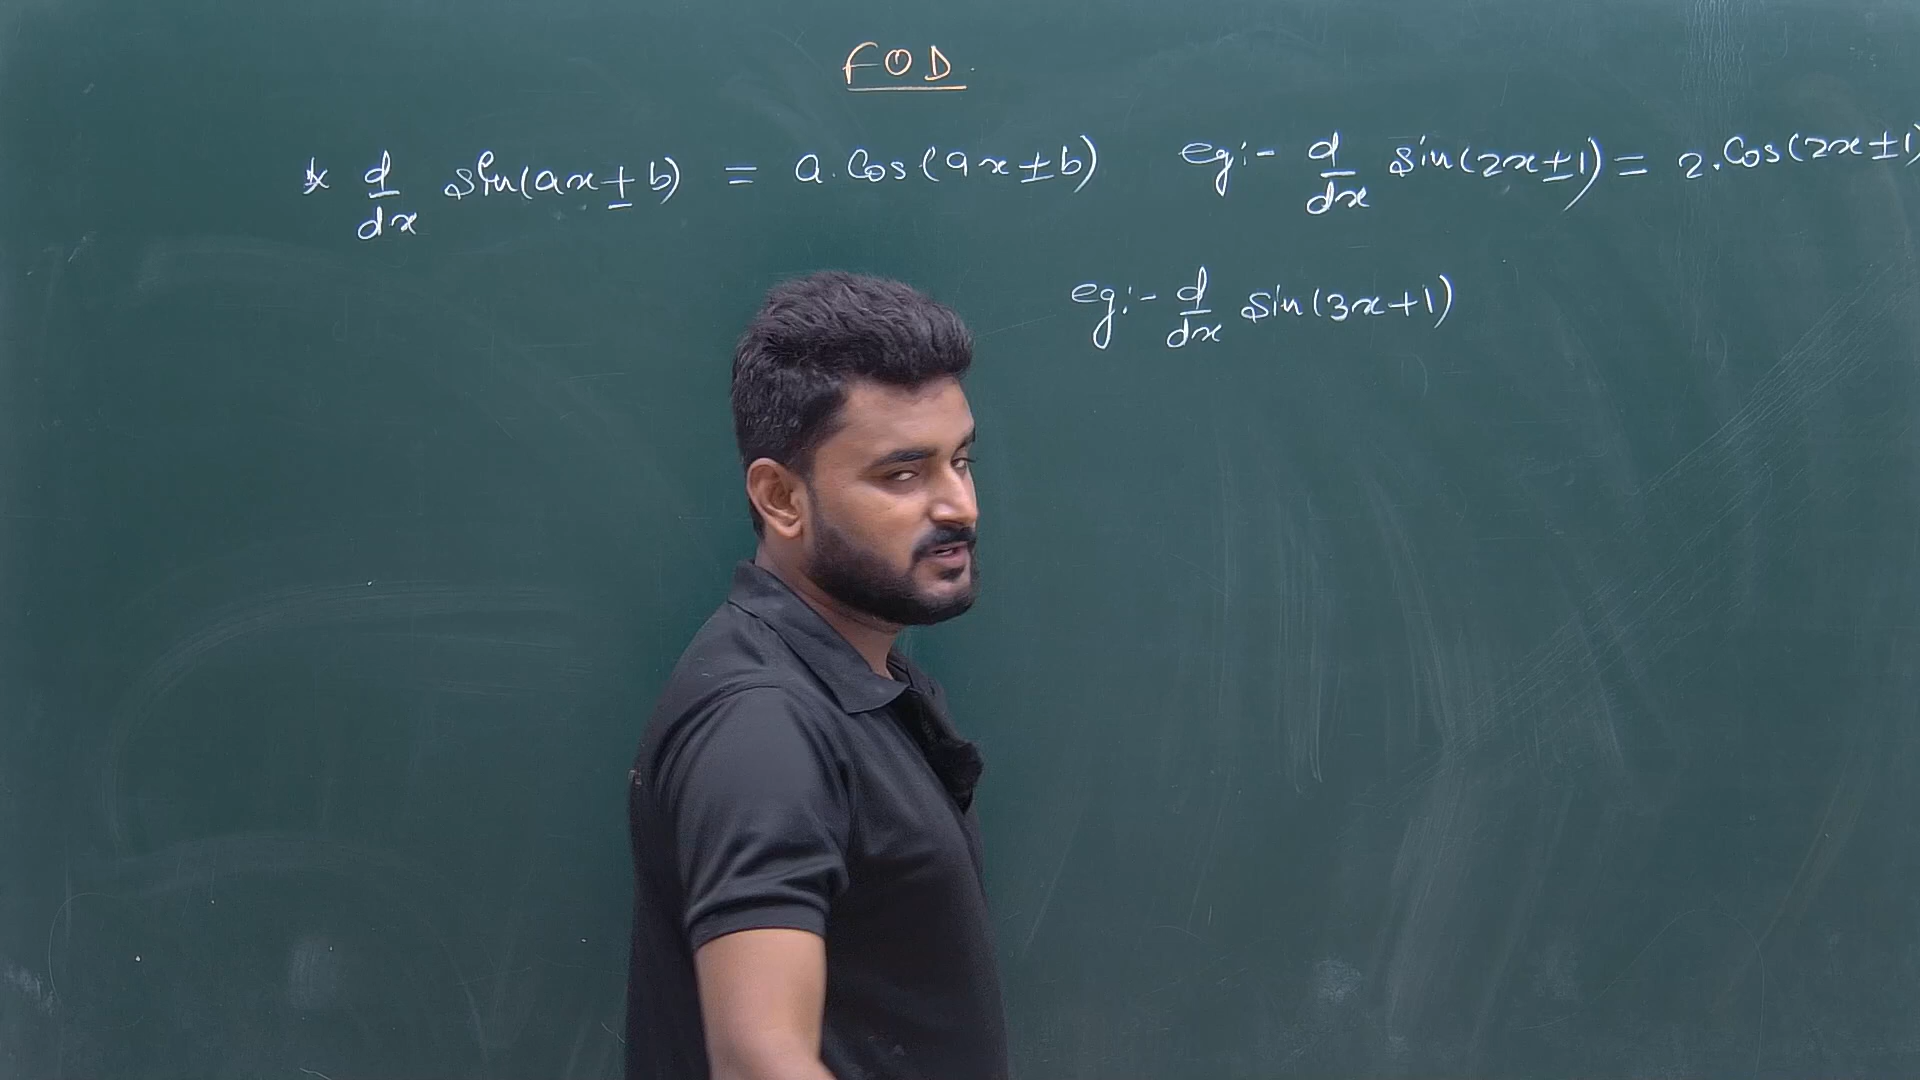 FOD.
* d/dx sin(ax ± b) = a.Cos(ax ± b) eg:- d/dx sin(2x±1) = 2.Cos(2x±1)
eg:- d/dx sin(3x+1)